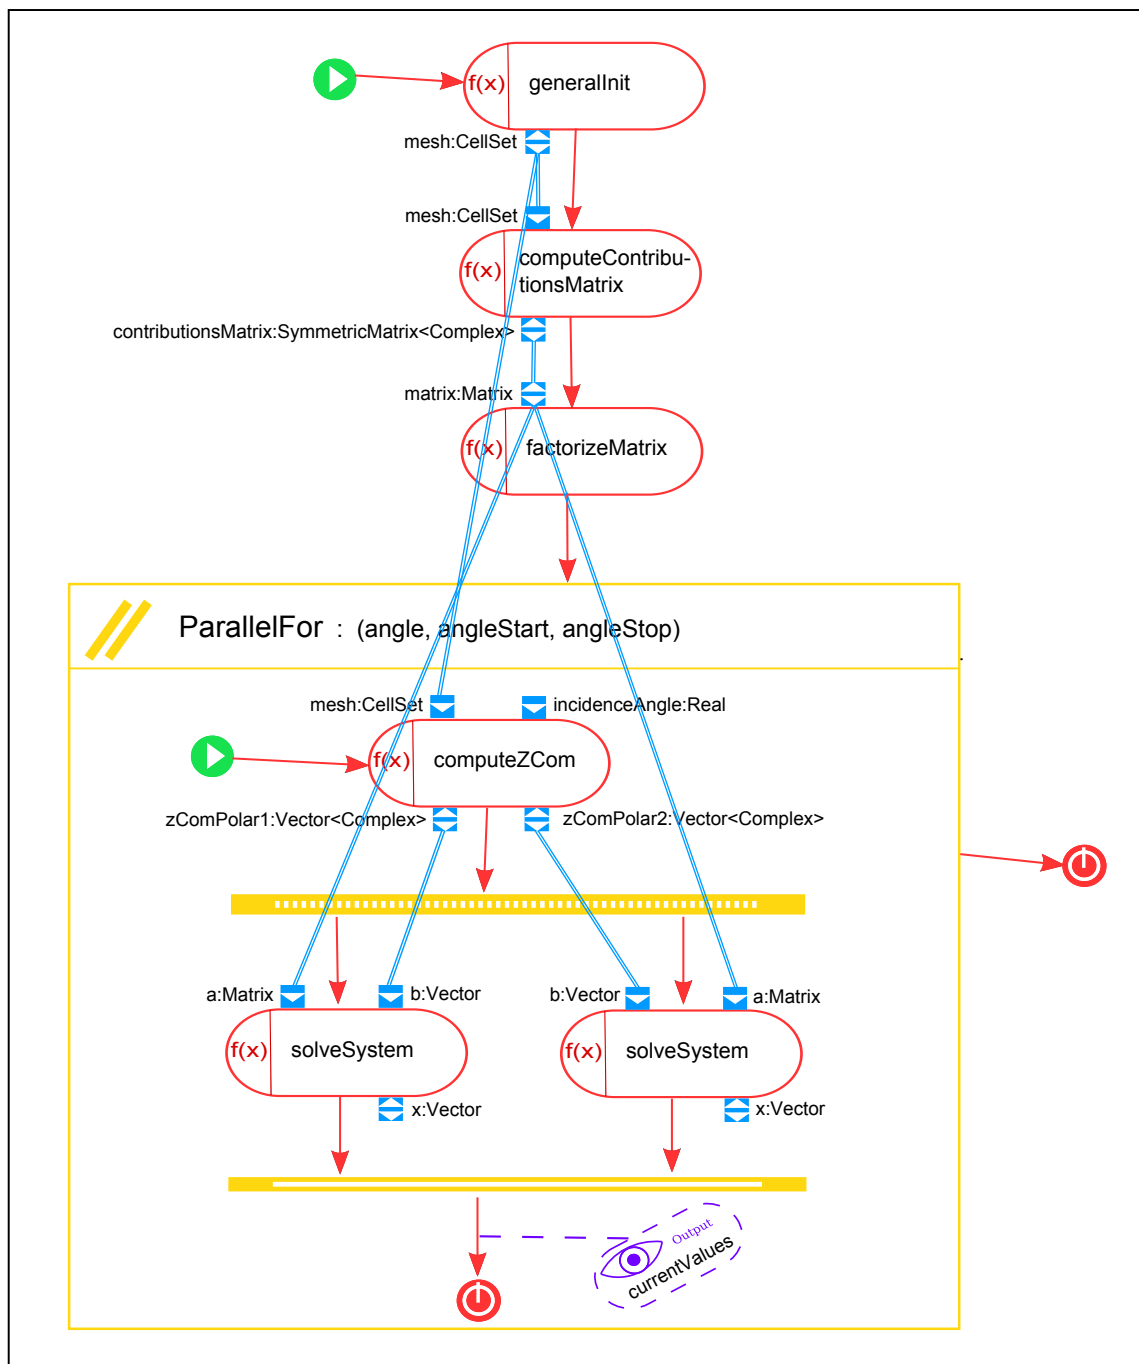 f(x) generalInit
mesh:CellSet
mesh:CellSet
f(x) computeContribu-
tionsMatrix
contributionsMatrix:SymmetricMatrix<Complex>
matrix:Matrix
f(x) factorizeMatrix
ParallelFor : (angle, angleStart, angleStop)
mesh:CellSet incidenceAngle:Real
f(x) computeZCom
zComPolar1:Vector<Complex> zComPolar2:Vector<Complex>
a:Matrix b:Vector b:Vector a:Matrix
f(x) solveSystem f(x) solveSystem
x:Vector x:Vector
Output
currentValues